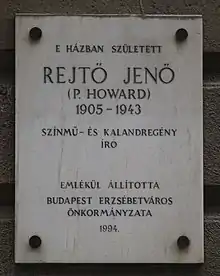 E HÁZBAN SZÜLETETT
REJTŐ JENŐ
(P. HOWARD)
1905-1943
SZÍNMŰ- ÉS KALANDREGÉNY
ÍRÓ
EMLÉKÜL ÁLLÍTOTTA
BUDAPEST ERZSÉBETVÁROS
ÖNKORMÁNYZATA
1994.